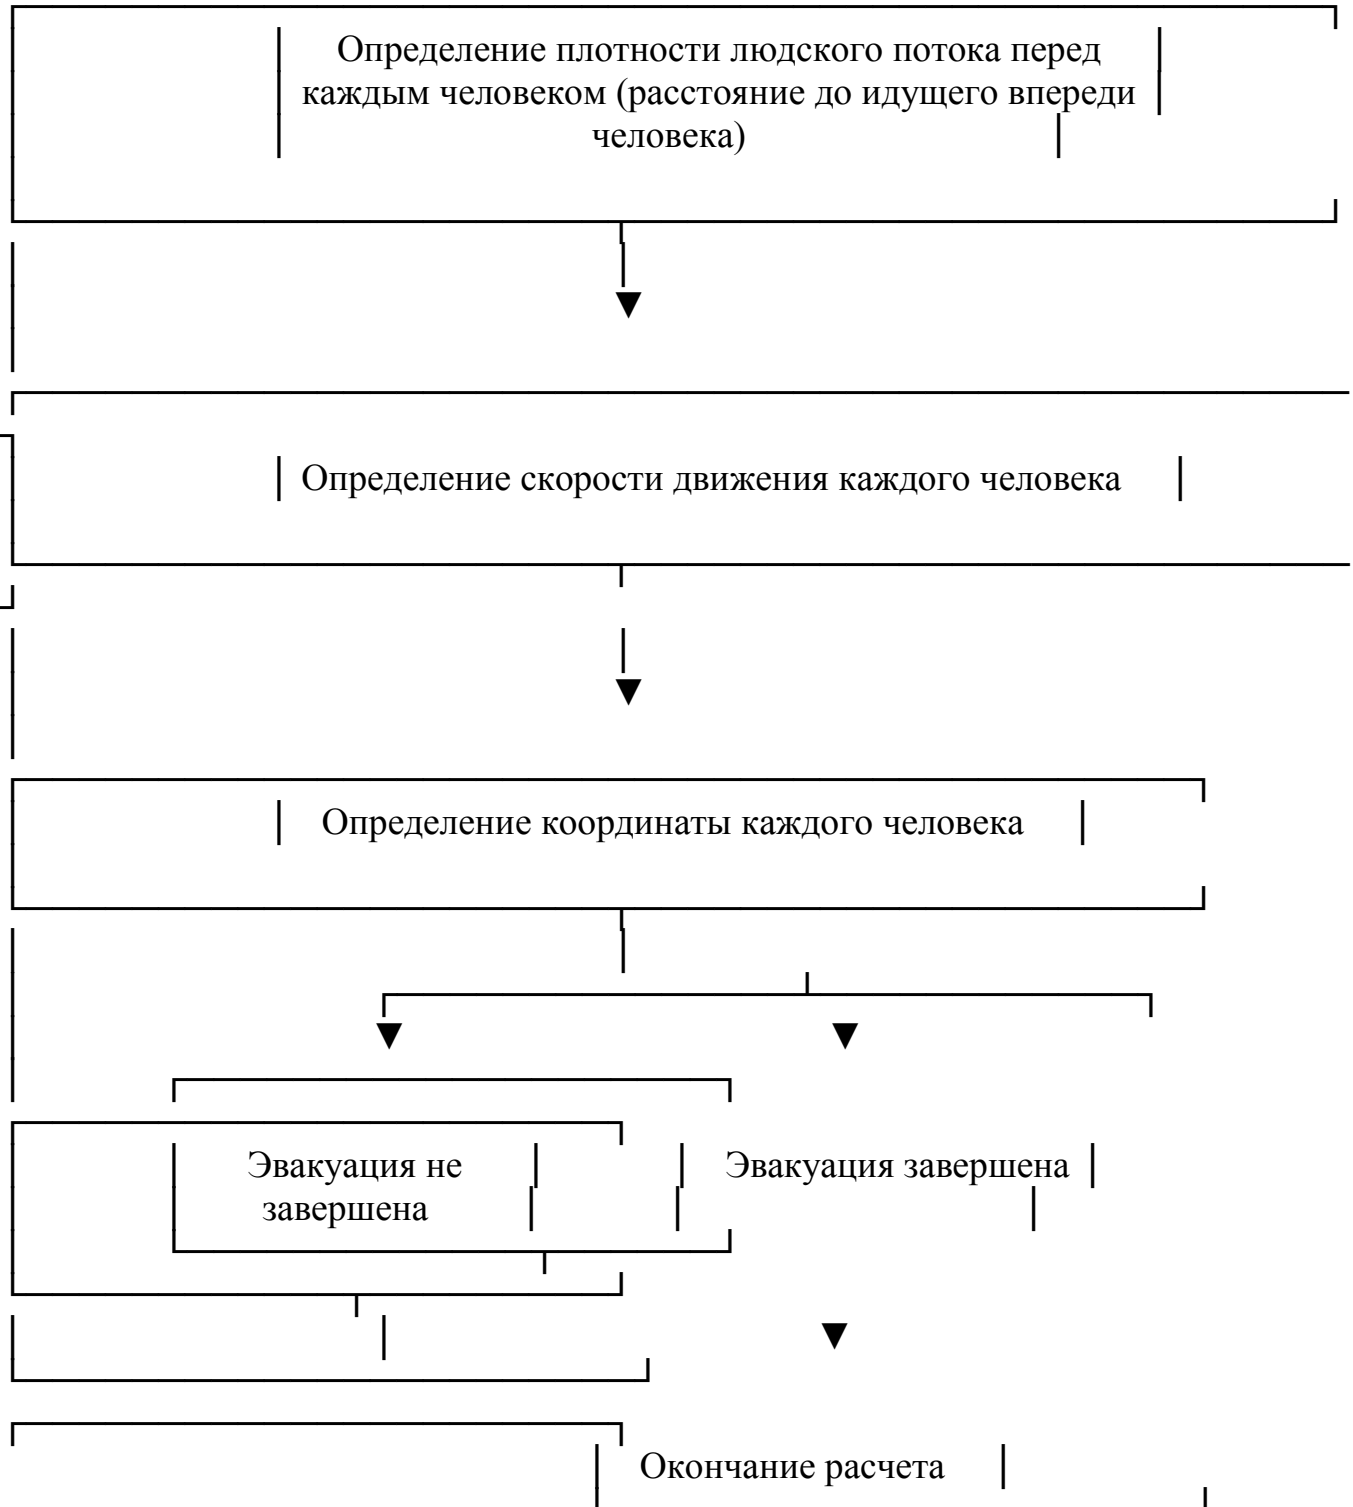 Определение плотности людского потока перед
каждым человеком (расстояние до идущего впереди
человека)
Определение скорости движения каждого человека
Определение координаты каждого человека
Эвакуация не
завершена
Эвакуация завершена
Окончание расчета